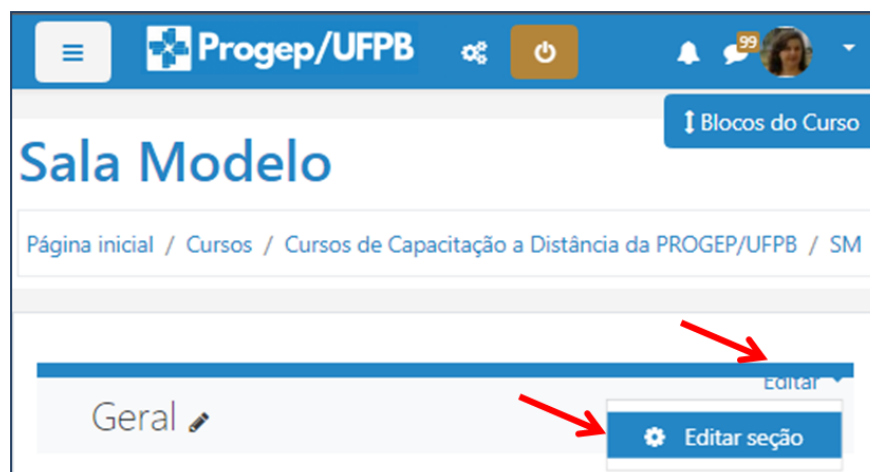 Progep/UFPB
99
Blocos do Curso
Sala Modelo
Página inicial / Cursos / Cursos de Capacitação a Distância da PROGEP/UFPB / SM
Editar
Geral
Editar seção